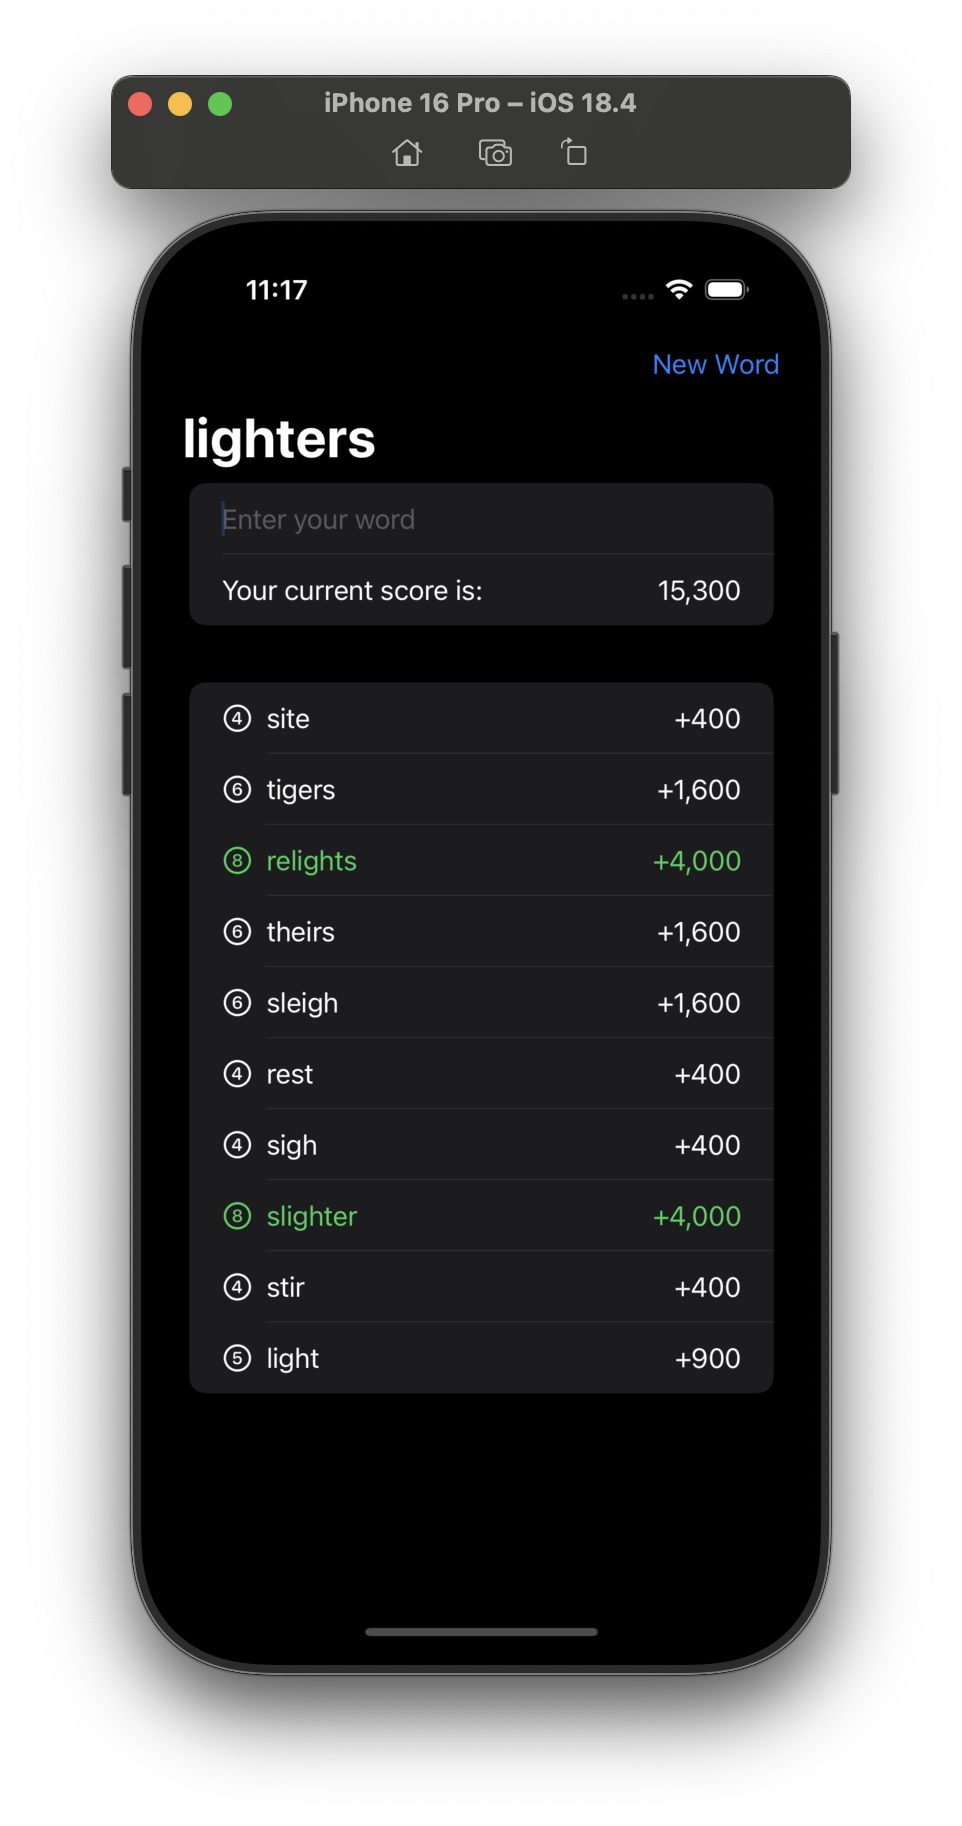 iPhone 16 Pro – iOS 18.4
11:17
New Word
lighters
Enter your word
Your current score is: 15,300
4 site +400
6 tigers +1,600
8 relights +4,000
6 theirs +1,600
6 sleigh +1,600
4 rest +400
4 sigh +400
8 slighter +4,000
4 stir +400
5 light +900